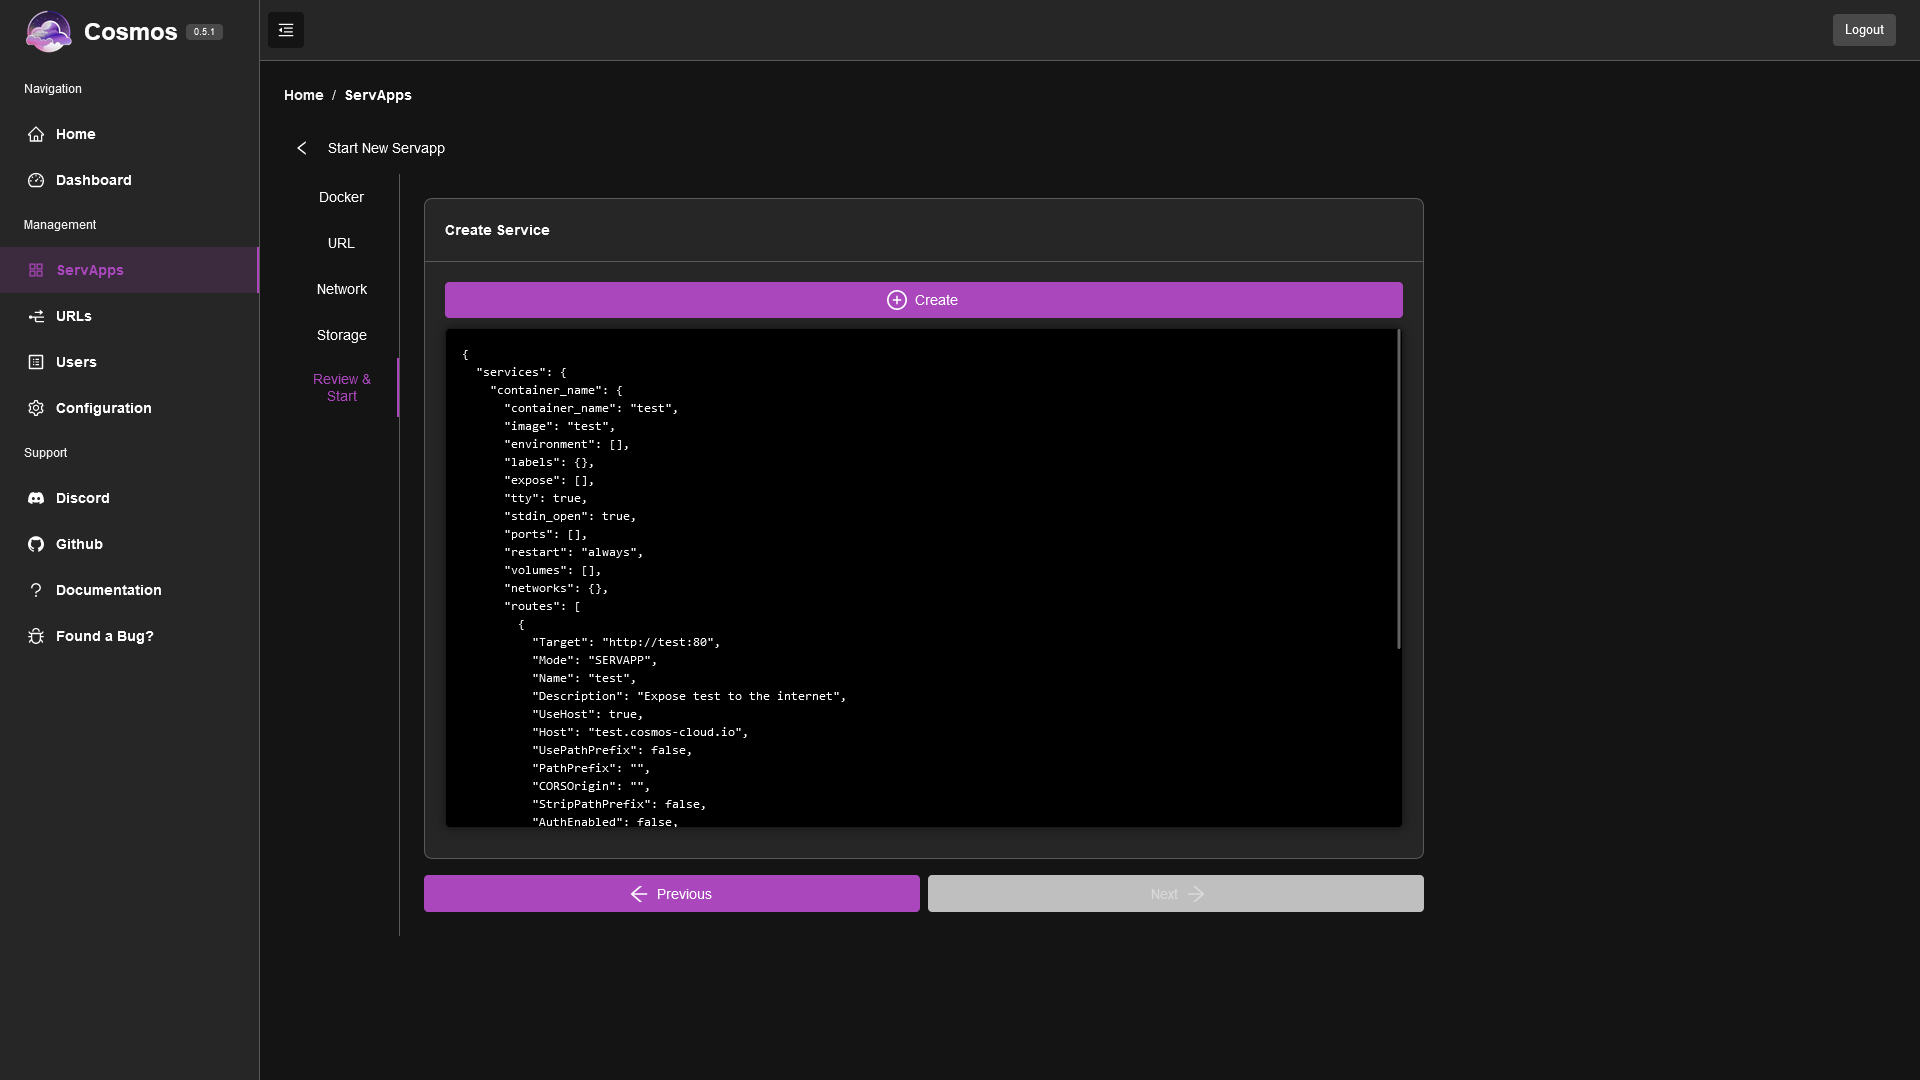 Cosmos 0.5.1
Logout
Navigation
Home
Dashboard
Management
ServApps
URLs
Users
Configuration
Support
Discord
Github
Documentation
Found a Bug?
Home / ServApps
Start New Servapp
Docker
URL
Network
Storage
Review &
Start
Create Service
Create
{
  "services": {
    "container_name": {
      "container_name": "test",
      "image": "test",
      "environment": [],
      "labels": {},
      "expose": [],
      "tty": true,
      "stdin_open": true,
      "ports": [],
      "restart": "always",
      "volumes": [],
      "networks": {},
      "routes": [
        {
          "Target": "http://test:80",
          "Mode": "SERVAPP",
          "Name": "test",
          "Description": "Expose test to the internet",
          "UseHost": true,
          "Host": "test.cosmos-cloud.io",
          "UsePathPrefix": false,
          "PathPrefix": "",
          "CORSOrigin": "",
          "StripPathPrefix": false,
          "AuthEnabled": false,
Previous
Next